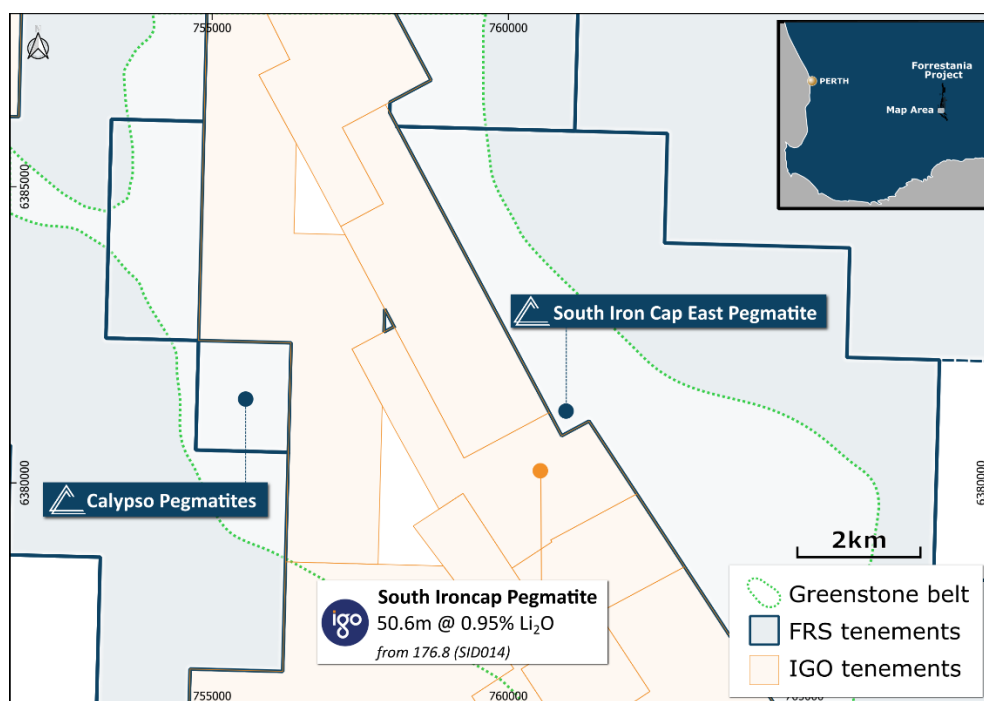 755000
760000
N
PERTH
Forrestania
Project
Map Area
6385000
South Iron Cap East Pegmatite
Calypso Pegmatites
6380000
6380000
2km
igo
South Ironcap Pegmatite
50.6m @ 0.95% Li₂O
from 176.8 (SID014)
Greenstone belt
FRS tenements
IGO tenements
755000
760000